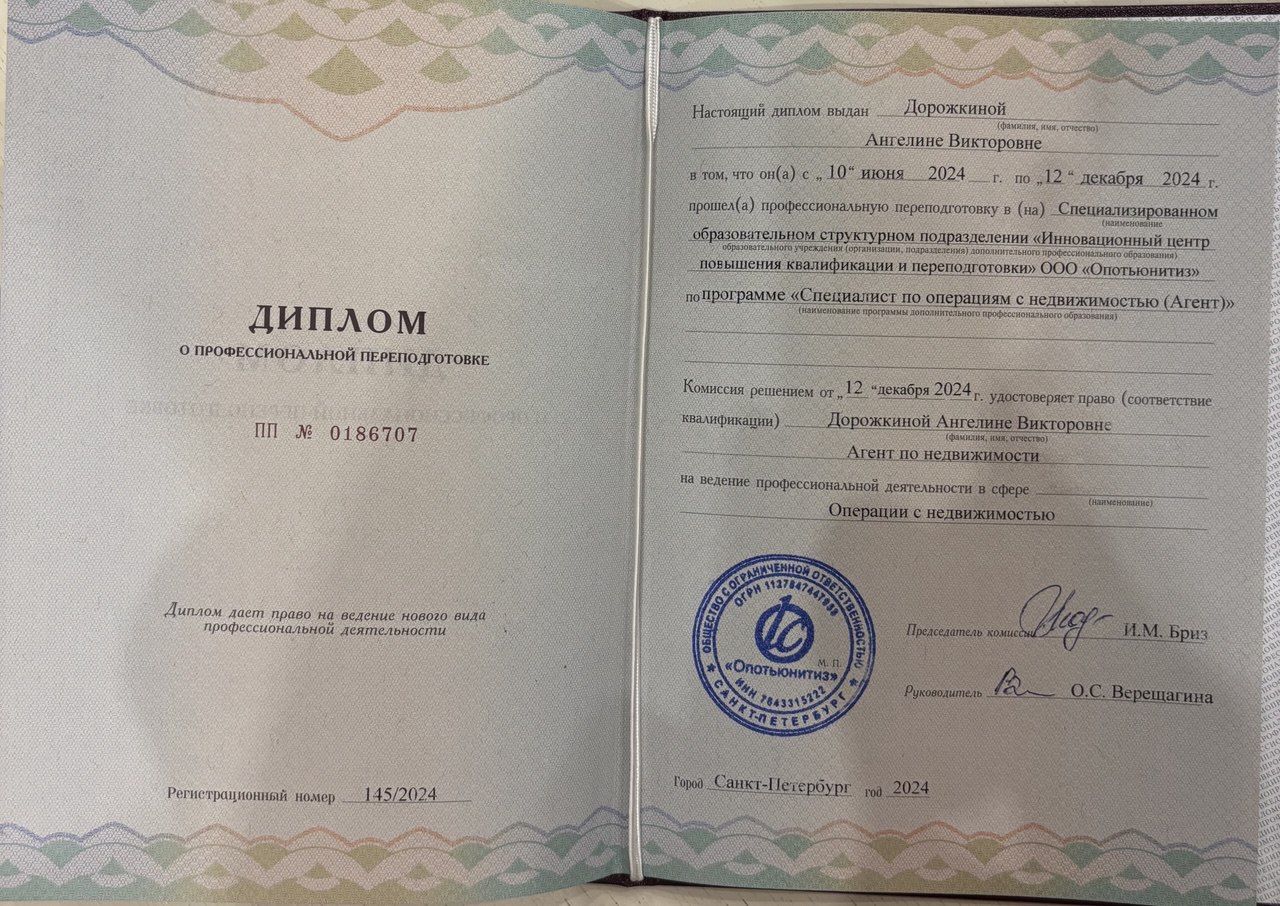 ДИПЛОМ
О ПРОФЕССИОНАЛЬНОЙ ПЕРЕПОДГОТОВКЕ
ПП № 0186707
Диплом дает право на ведение нового вида
профессиональной деятельности
Регистрационный номер 145/2024
Настоящий диплом выдан Дорожкиной
(фамилия, имя, отчество)
Ангелине Викторовне
в том, что он(а) с „ 10“ июня 2024 г. по „12“ декабря 2024 г.
прошел(а) профессиональную переподготовку в (на) Специализированном
(наименование
образовательном структурном подразделении «Инновационный центр
образовательного учреждения (организации, подразделения) дополнительного профессионального образования)
повышения квалификации и переподготовки» ООО «Опотьюнитиз»
по программе «Специалист по операциям с недвижимостью (Агент)»
(наименование программы дополнительного профессионального образования)
Комиссия решением от „12“ декабря 2024 г. удостоверяет право (соответствие
квалификации) Дорожкиной Ангелине Викторовне
(фамилия, имя, отчество)
Агент по недвижимости
на ведение профессиональной деятельности в сфере
(наименование)
Операции с недвижимостью
ОБЩЕСТВО С ОГРАНИЧЕННОЙ ОТВЕТСТВЕННОСТЬЮ
ОГРН
«Опотьюнитиз»
М. П.
ИНН 7843315222
САНКТ-ПЕТЕРБУРГ
Председатель комиссии И.М. Бриз
Руководитель О.С. Верещагина
Город Санкт-Петербург год 2024